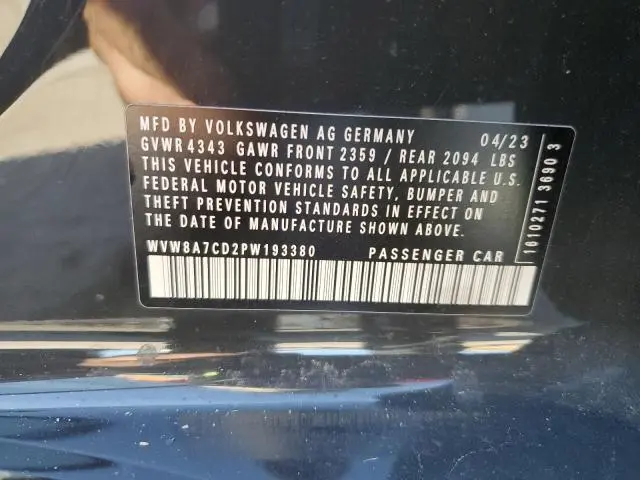 MFD BY VOLKSWAGEN AG GERMANY 04/23
GVWR 4343 GAWR FRONT 2359 / REAR 2094 LBS
THIS VEHICLE CONFORMS TO ALL APPLICABLE U.S.
FEDERAL MOTOR VEHICLE SAFETY, BUMPER AND
THEFT PREVENTION STANDARDS IN EFFECT ON
THE DATE OF MANUFACTURE SHOWN ABOVE.
WVW8A7CD2PW193380 PASSENGER CAR
1610271 3690 3